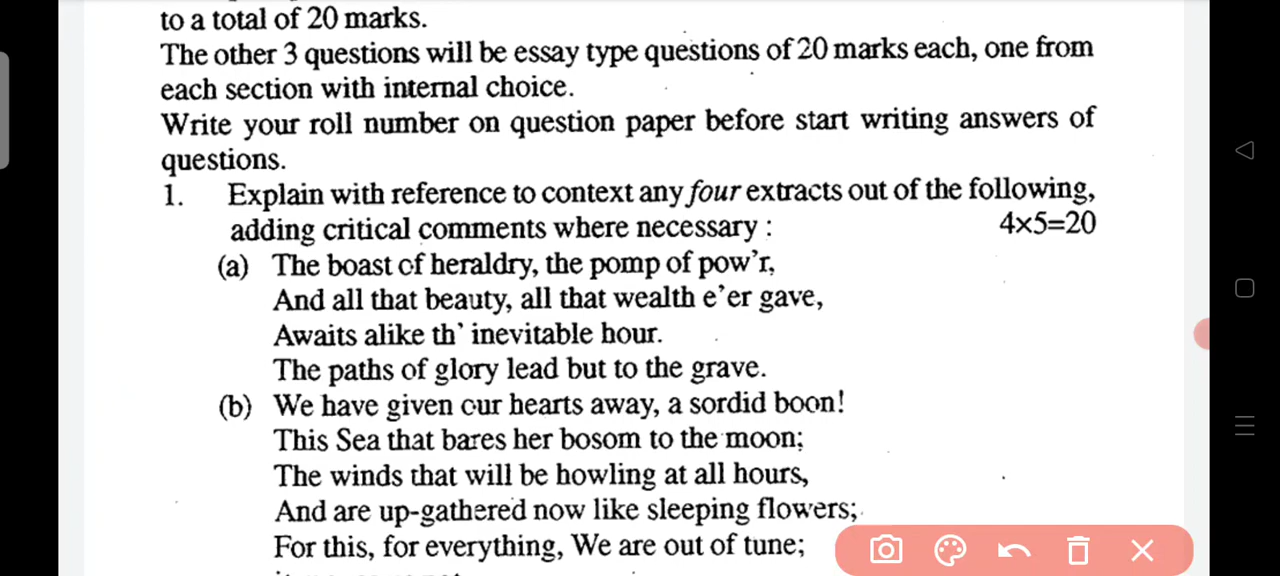 to a total of 20 marks.
The other 3 questions will be essay type questions of 20 marks each, one from
each section with internal choice.
Write your roll number on question paper before start writing answers of
questions.
1. Explain with reference to context any four extracts out of the following,
adding critical comments where necessary : 4×5=20
(a) The boast of heraldry, the pomp of pow'r,
And all that beauty, all that wealth e'er gave,
Awaits alike th' inevitable hour.
The paths of glory lead but to the grave.
(b) We have given our hearts away, a sordid boon!
This Sea that bares her bosom to the moon;
The winds that will be howling at all hours,
And are up-gathered now like sleeping flowers;
For this, for everything, We are out of tune;